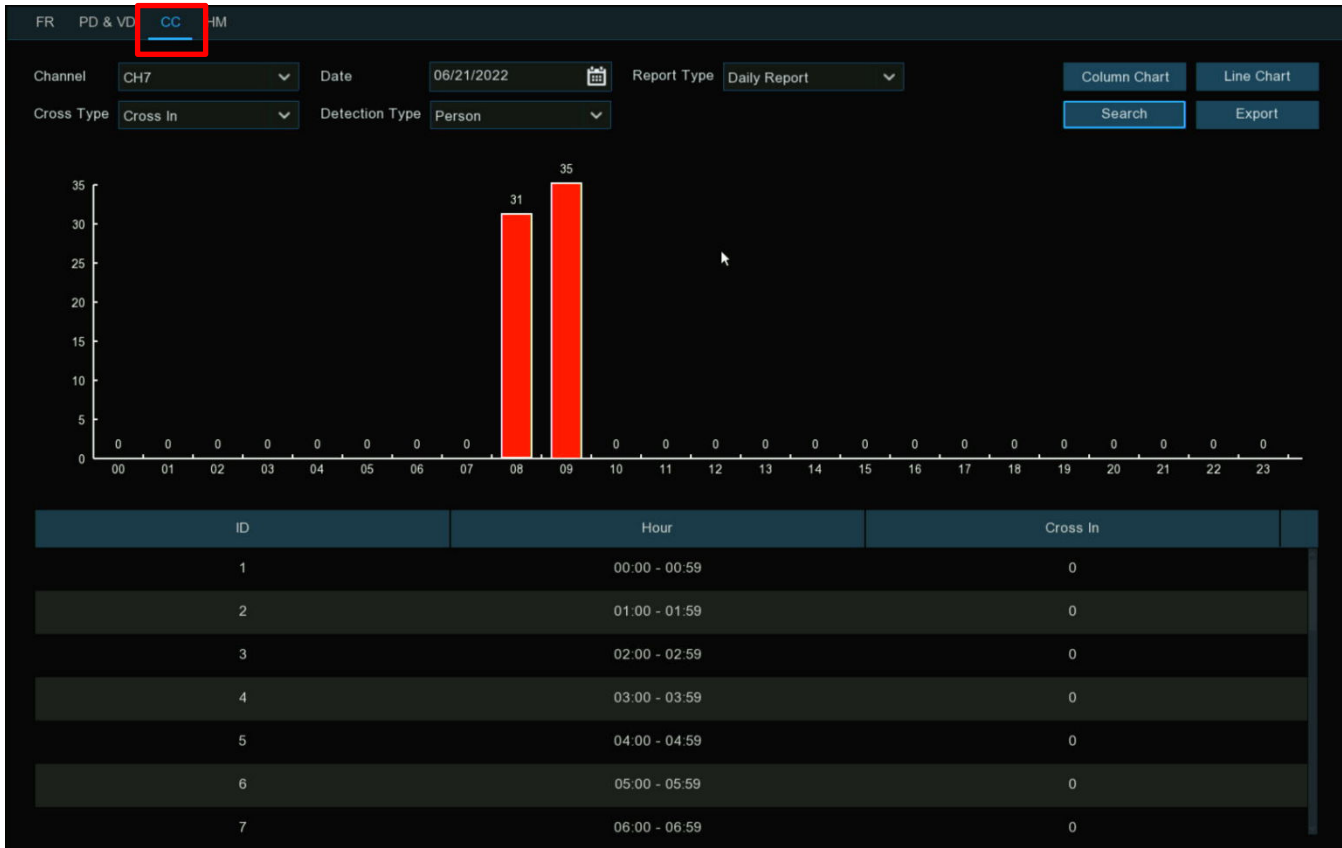 FR PD & VD CC HM
Channel CH7 Date 06/21/2022 Report Type Daily Report Column Chart Line Chart
Cross Type Cross In Detection Type Person Search Export
35
31
35
30
25
20
15
10
5
0 0 0 0 0 0 0 0 0 0 0 0 0 0 0 0 0 0 0 0 0 0
0
00 01 02 03 04 05 06 07 08 09 10 11 12 13 14 15 16 17 18 19 20 21 22 23
ID Hour Cross In
1 00:00 - 00:59 0
2 01:00 - 01:59 0
3 02:00 - 02:59 0
4 03:00 - 03:59 0
5 04:00 - 04:59 0
6 05:00 - 05:59 0
7 06:00 - 06:59 0